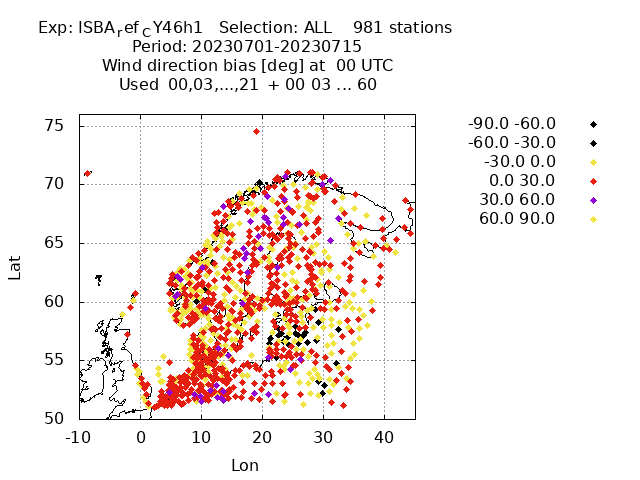 Exp: ISBA_ref_CY46h1   Selection: ALL    981 stations
Period: 20230701-20230715
Wind direction bias [deg] at  00 UTC
Used  00,03,...,21  + 00 03 ... 60
-90.0 -60.0
-60.0 -30.0
-30.0 0.0
0.0 30.0
30.0 60.0
60.0 90.0
75
70
65
60
55
50
Lat
-10 0 10 20 30 40
Lon